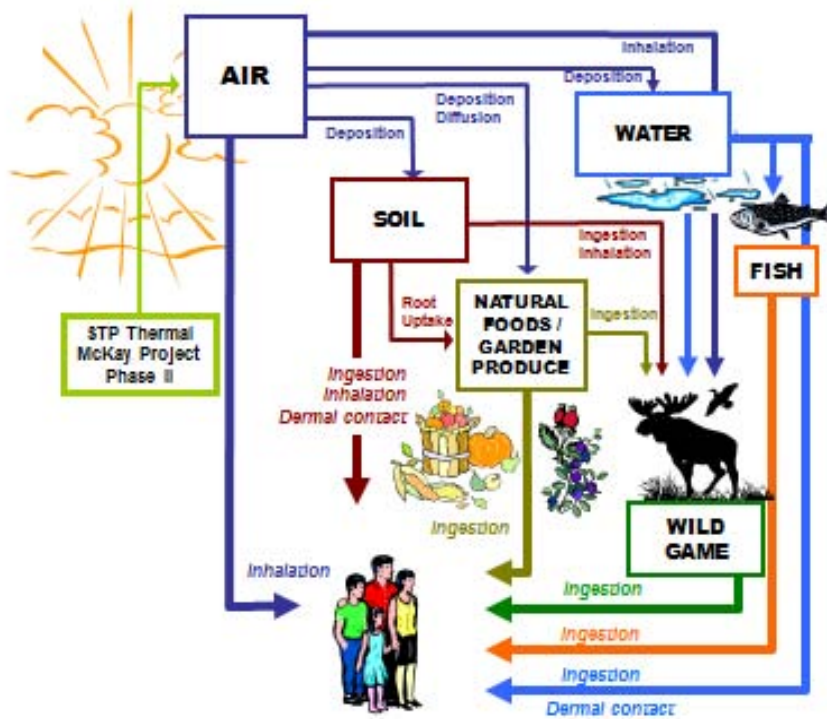 AIR
Inhalation
Deposition
Deposition
Diffusion
Deposition
WATER
SOIL
Ingestion
Inhalation
FISH
STP Thermal
McKay Project
Phase II
Root
Uptake
NATURAL
FOODS /
GARDEN
PRODUCE
Ingestion
Ingestion
Inhalation
Dermal contact
Ingestion
WILD
GAME
Inhalation
Ingestion
Ingestion
Ingestion
Dermal contact